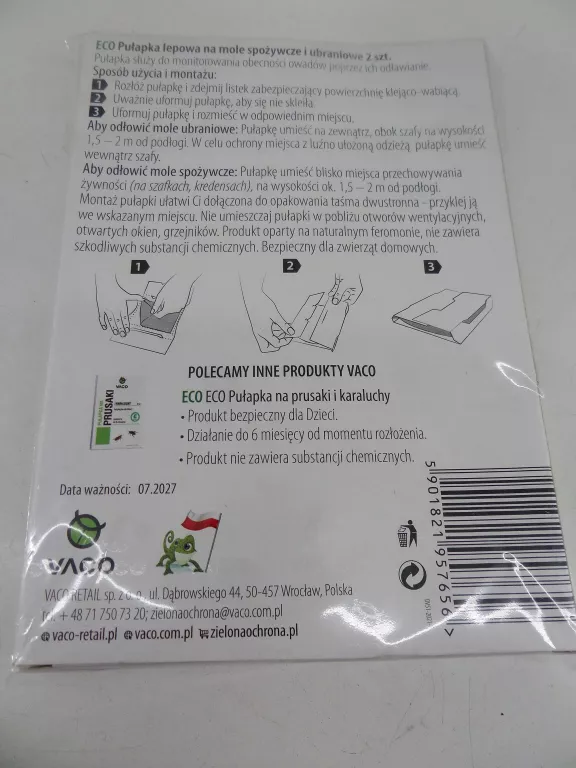 ECO Pułapka lepowa na mole spożywcze i ubraniowe 2 szt.
Pułapka służy do monitorowania obecności owadów poprzez ich odławianie.
Sposób użycia i montażu:
1 Rozłóż pułapkę i zdejmij listek zabezpieczający powierzchnię klejąco-wabiącą.
2 Uważnie uformuj pułapkę, aby się nie skleiła.
3 Uformuj pułapkę i rozmieść w odpowiednim miejscu.
Aby odłowić mole ubraniowe: Pułapkę umieść na zewnątrz, obok szafy na wysokości
1,5 – 2 m od podłogi. W celu ochrony miejsca z luźno ułożoną odzieżą pułapkę umieść
wewnątrz szafy.
Aby odłowić mole spożywcze: Pułapkę umieść blisko miejsca przechowywania
żywności (na szafkach, kredensach), na wysokości ok. 1,5 – 2 m od podłogi.
Montaż pułapki ułatwi Ci dołączona do opakowania taśma dwustronna - przyklej ją
we wskazanym miejscu. Nie umieszczaj pułapki w pobliżu otworów wentylacyjnych,
otwartych okien, grzejników. Produkt oparty na naturalnym feromonie, nie zawiera
szkodliwych substancji chemicznych. Bezpieczny dla zwierząt domowych.
1 2 3
POLECAMY INNE PRODUKTY VACO
VACO
PRUSAKI
ECO ECO Pułapka na prusaki i karaluchy
• Produkt bezpieczny dla Dzieci.
• Działanie do 6 miesięcy od momentu rozłożenia.
• Produkt nie zawiera substancji chemicznych.
Data ważności: 07.2027
VACO
VACO RETAIL sp. z o.o., ul. Dąbrowskiego 44, 50-457 Wrocław, Polska
tel. + 48 71 750 73 20; zielonaochrona@vaco.com.pl
vaco-retail.pl vaco.com.pl zielonaochrona.pl
5 901821 957656 >